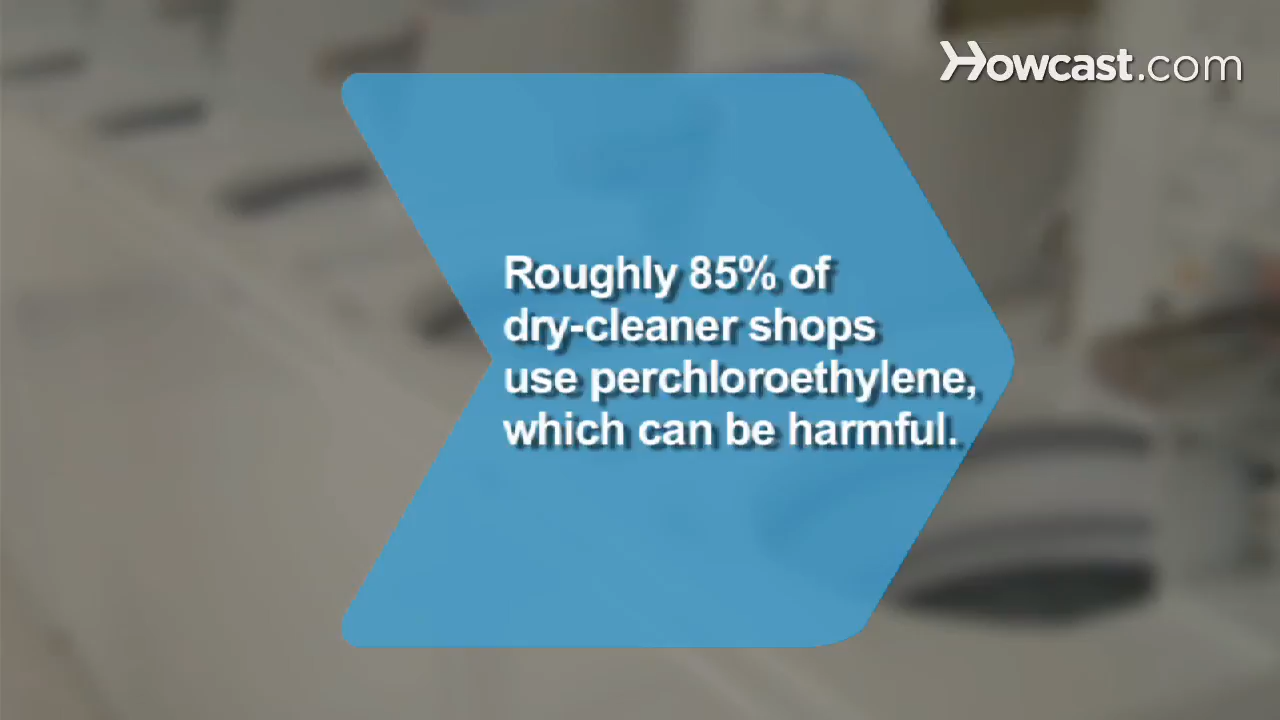 Howcast.com
Roughly 85% of
dry-cleaner shops
use perchloroethylene,
which can be harmful.